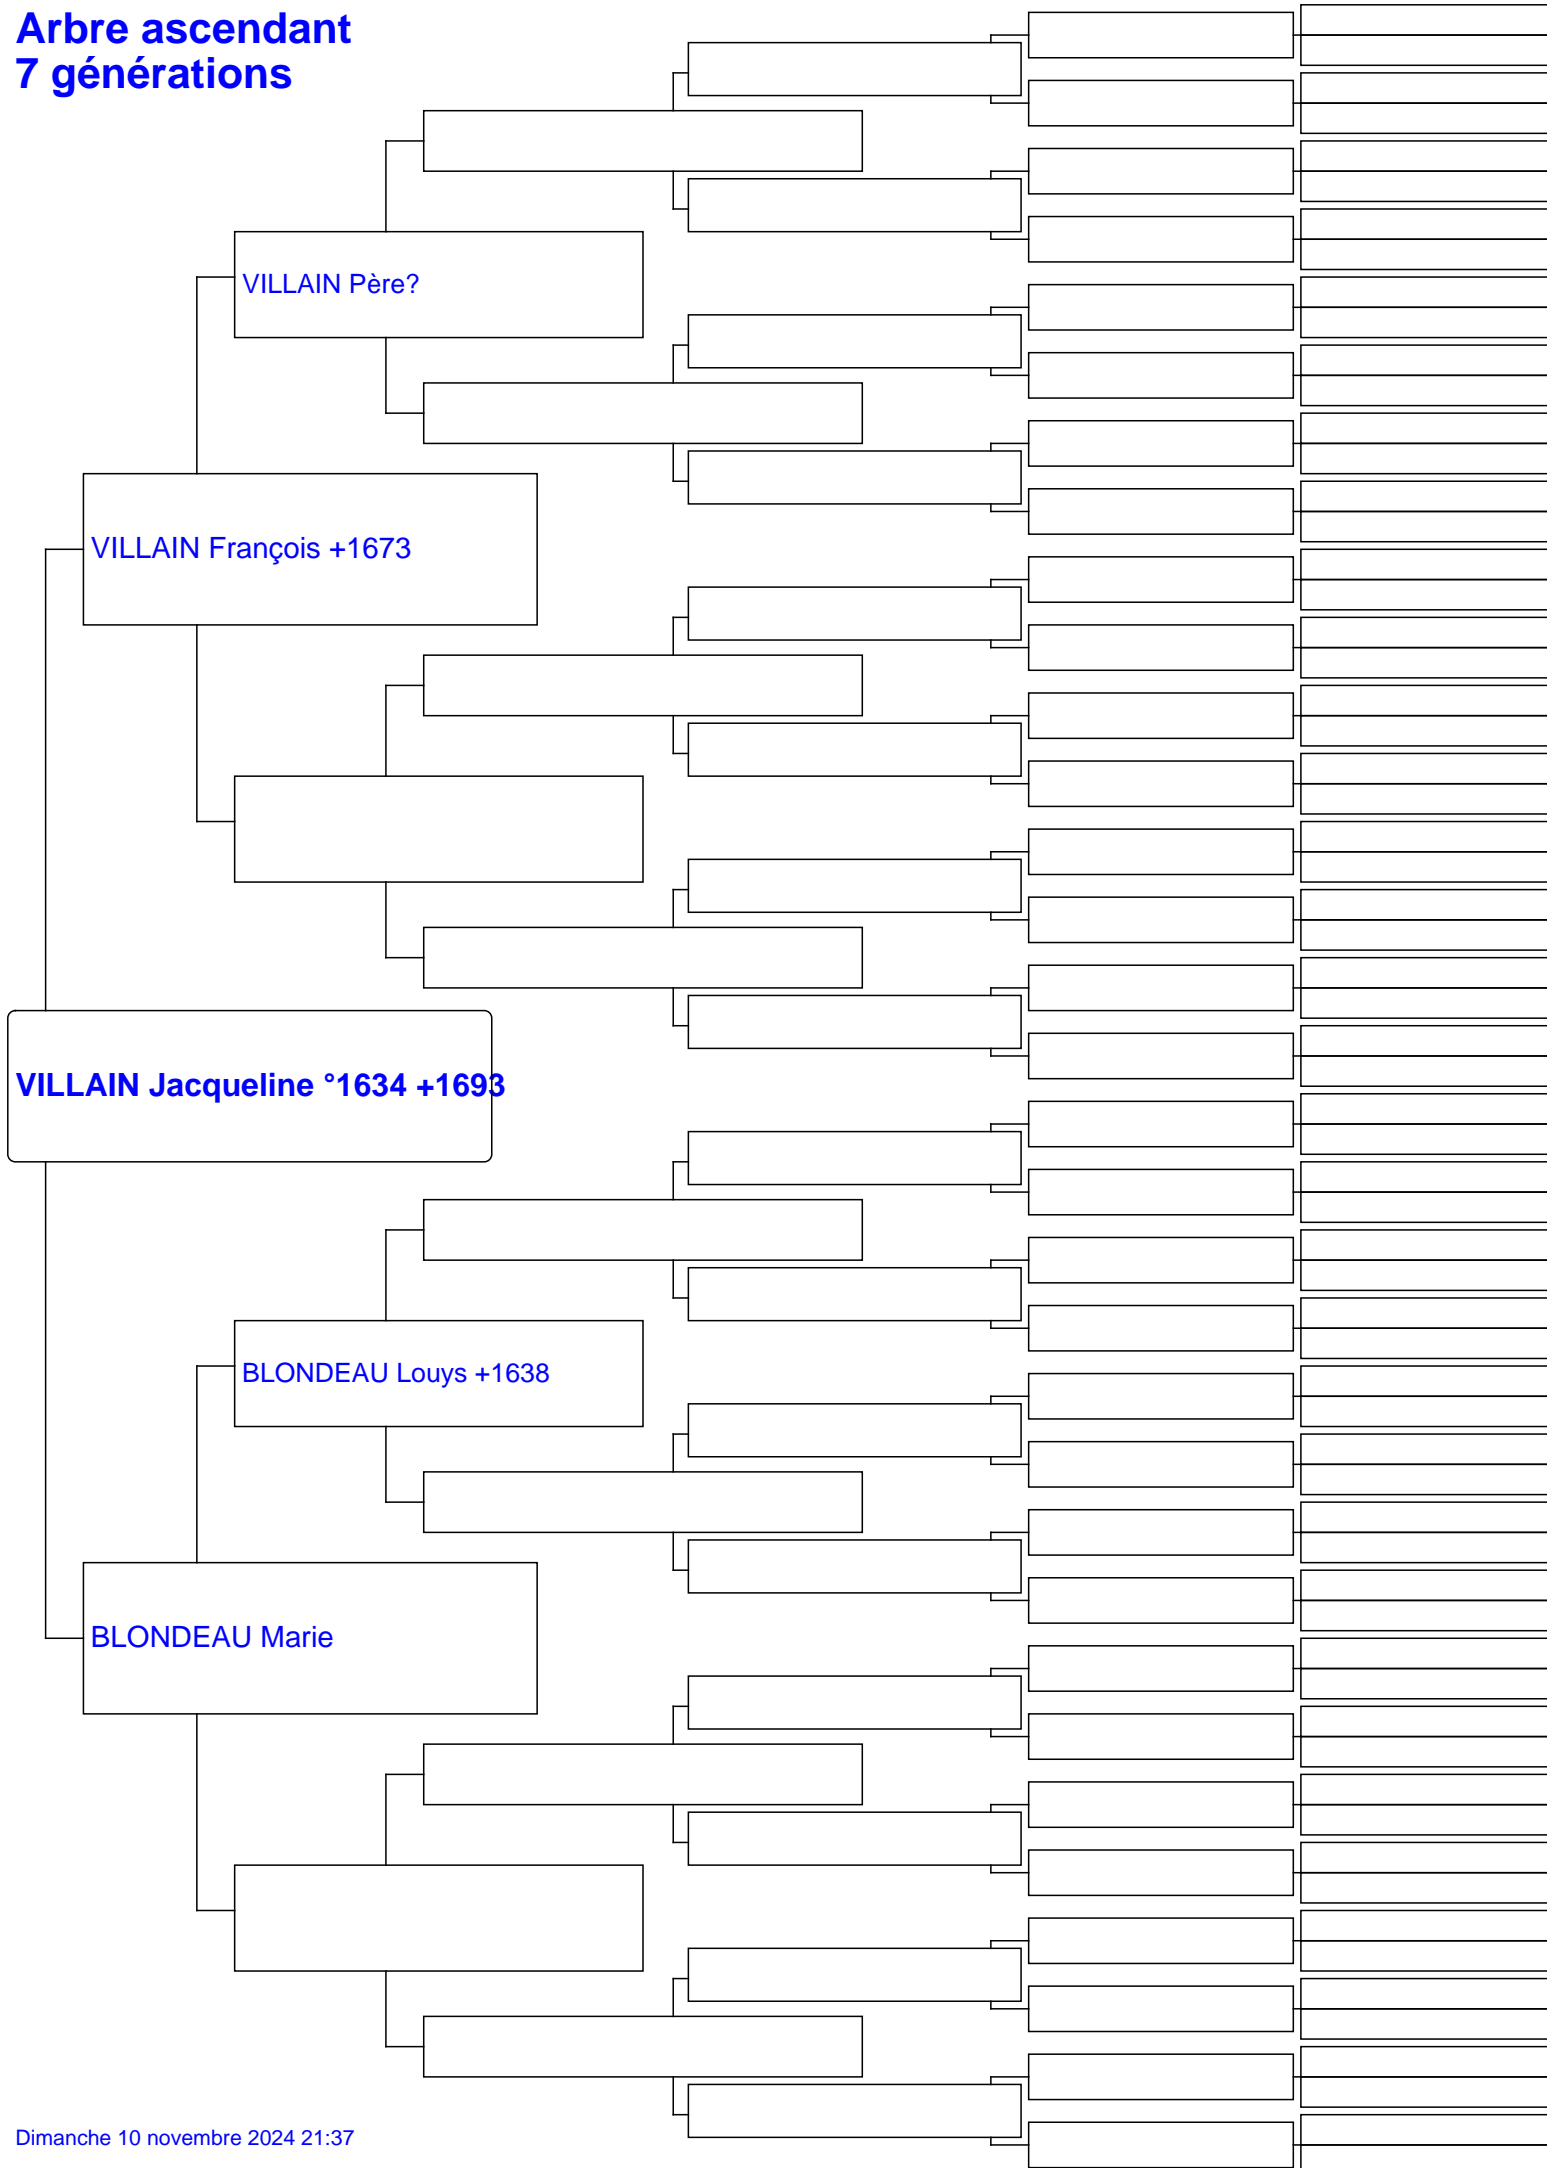 Arbre ascendant
7 générations
VILLAIN Père?
VILLAIN François +1673
VILLAIN Jacqueline °1634 +1693
BLONDEAU Louys +1638
BLONDEAU Marie
Dimanche 10 novembre 2024 21:37